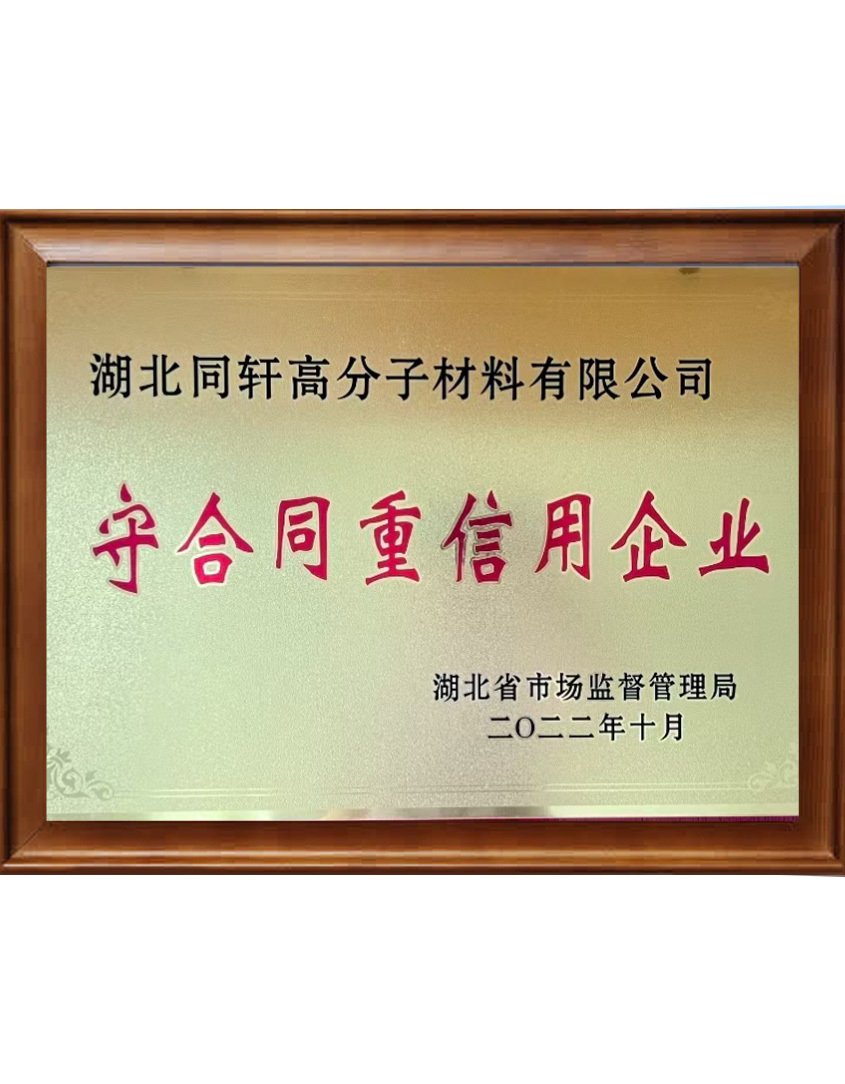 湖北同轩高分子材料有限公司
守合同重信用企业
湖北省市场监督管理局
二〇二二年十月